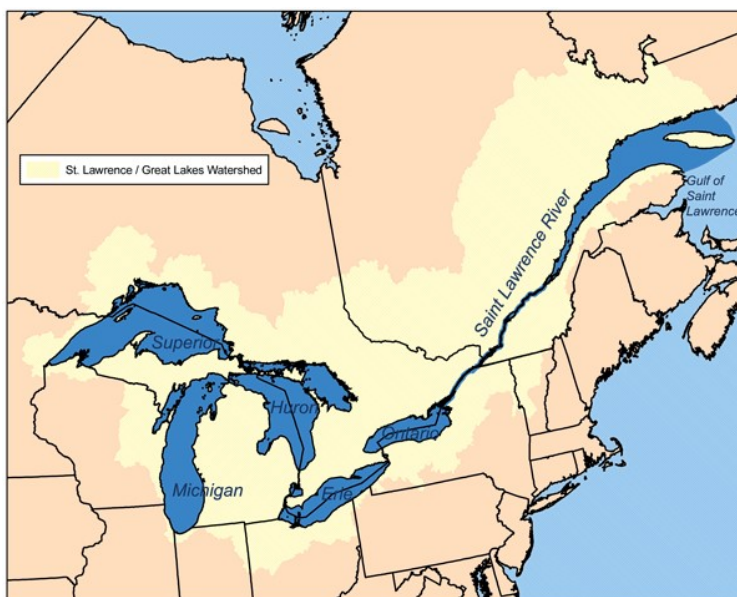 St. Lawrence / Great Lakes Watershed
Gulf of
Saint
Lawrence
Saint Lawrence River
Superior
Huron
Ontario
Michigan
Erie